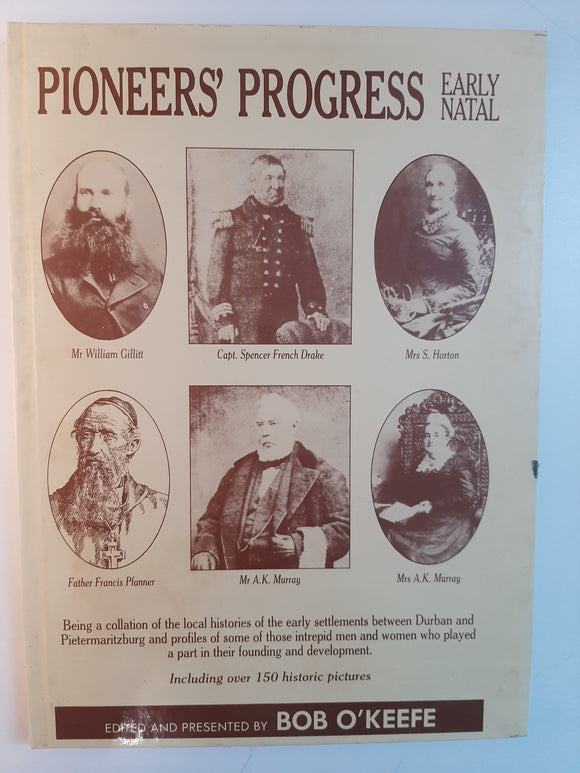 PIONEERS' PROGRESS EARLY NATAL
Mr William Gillitt
Capt. Spencer French Drake
Mrs S. Horton
Father Francis Pfanner
Mr A.K. Murray
Mrs A.K. Murray
Being a collation of the local histories of the early settlements between Durban and
Pietermaritzburg and profiles of some of those intrepid men and women who played
a part in their founding and development.
Including over 150 historic pictures
EDITED AND PRESENTED BY BOB O'KEEFE